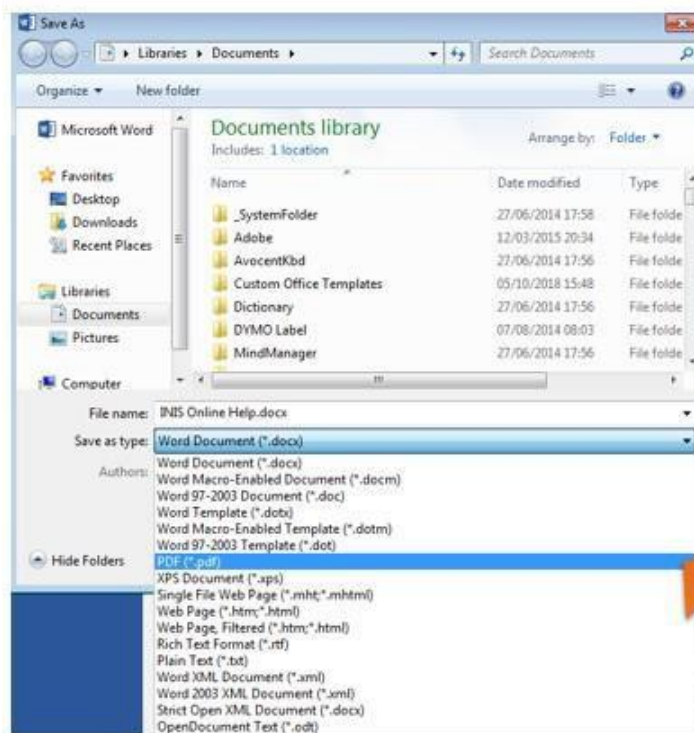 Save As
Libraries Documents Search Documents
Organize New folder
Microsoft Word
Favorites
Desktop
Downloads
Recent Places
Libraries
Documents
Pictures
Computer
Documents library
Includes: 1 location
Arrange by: Folder
Name Date modified Type
_SystemFolder 27/06/2014 17:58 File folde
Adobe 12/03/2015 20:34 File folde
AvocentKbd 27/06/2014 17:56 File folde
Custom Office Templates 05/10/2018 15:48 File folde
Dictionary 27/06/2014 17:56 File folde
DYMO Label 07/08/2014 08:03 File folde
MindManager 27/06/2014 17:56 File folde
File name: INIS Online Help.docx
Save as type: Word Document (*.docx)
Authors:
Word Document (*.docx)
Word Macro-Enabled Document (*.docm)
Word 97-2003 Document (*.doc)
Word Template (*.dotx)
Word Macro-Enabled Template (*.dotm)
Word 97-2003 Template (*.dot)
Hide Folders
PDF (*.pdf)
XPS Document (*.xps)
Single File Web Page (*.mht;*.mhtml)
Web Page (*.htm;*.html)
Web Page, Filtered (*.htm;*.html)
Rich Text Format (*.rtf)
Plain Text (*.txt)
Word XML Document (*.xml)
Word 2003 XML Document (*.xml)
Strict Open XML Document (*.docx)
OpenDocument Text (*.odt)